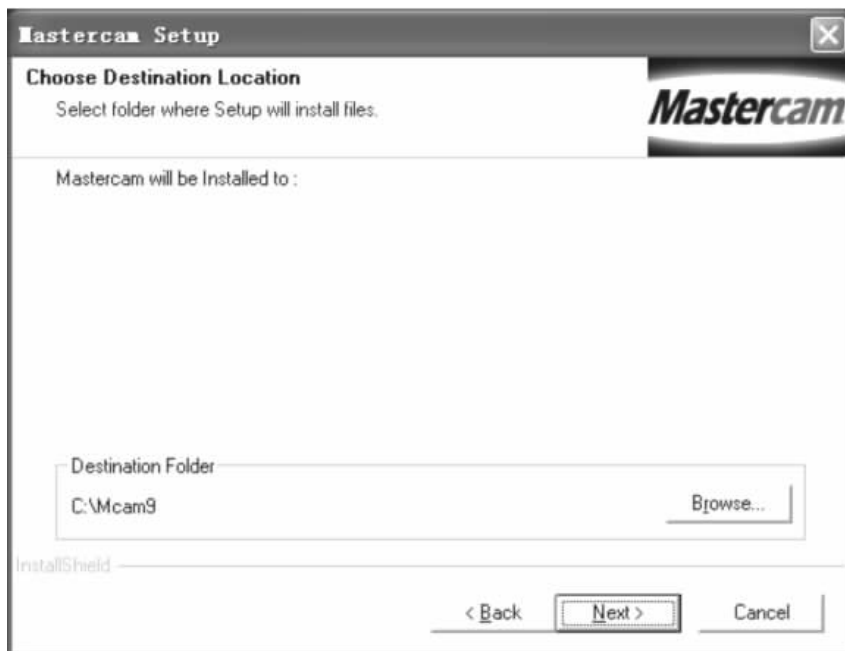 Mastercam Setup
Choose Destination Location
Select folder where Setup will install files.
Mastercam
Mastercam will be Installed to :
Destination Folder
C:\Mcam9
Browse...
InstallShield
< Back
Next >
Cancel